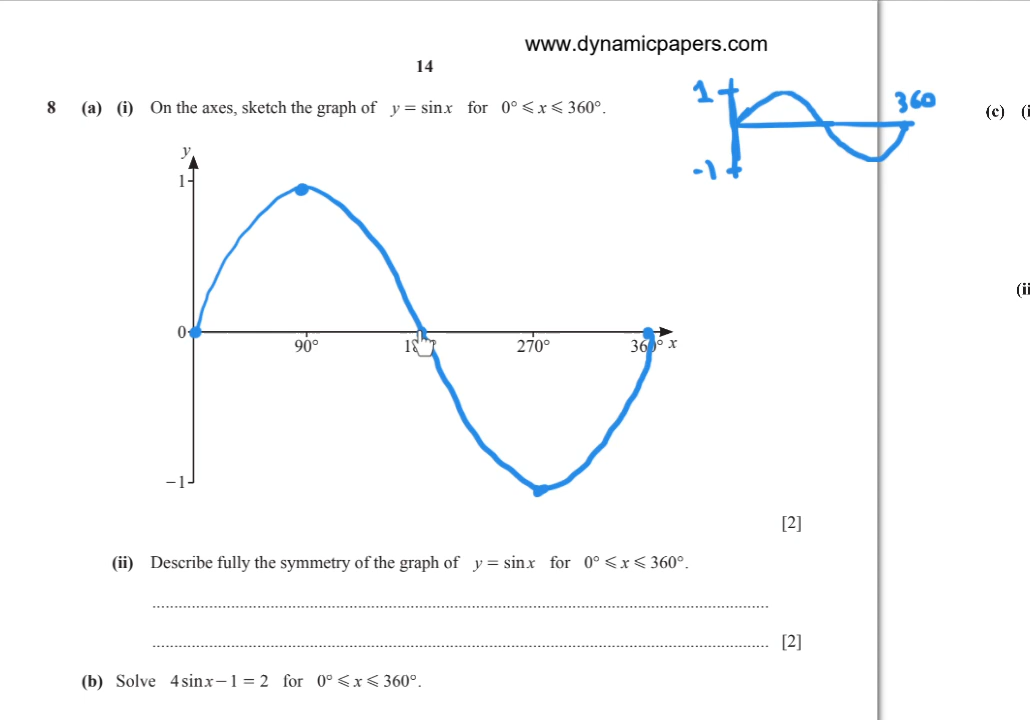 www.dynamicpapers.com
14
1
360
-1
8 (a) (i) On the axes, sketch the graph of y = sin x for 0° ⩽ x ⩽ 360°.
(c) (i
y
1
0
90°
270°
x
−1
(ii
[2]
(ii) Describe fully the symmetry of the graph of y = sin x for 0° ⩽ x ⩽ 360°.
[2]
(b) Solve 4 sin x − 1 = 2 for 0° ⩽ x ⩽ 360°.